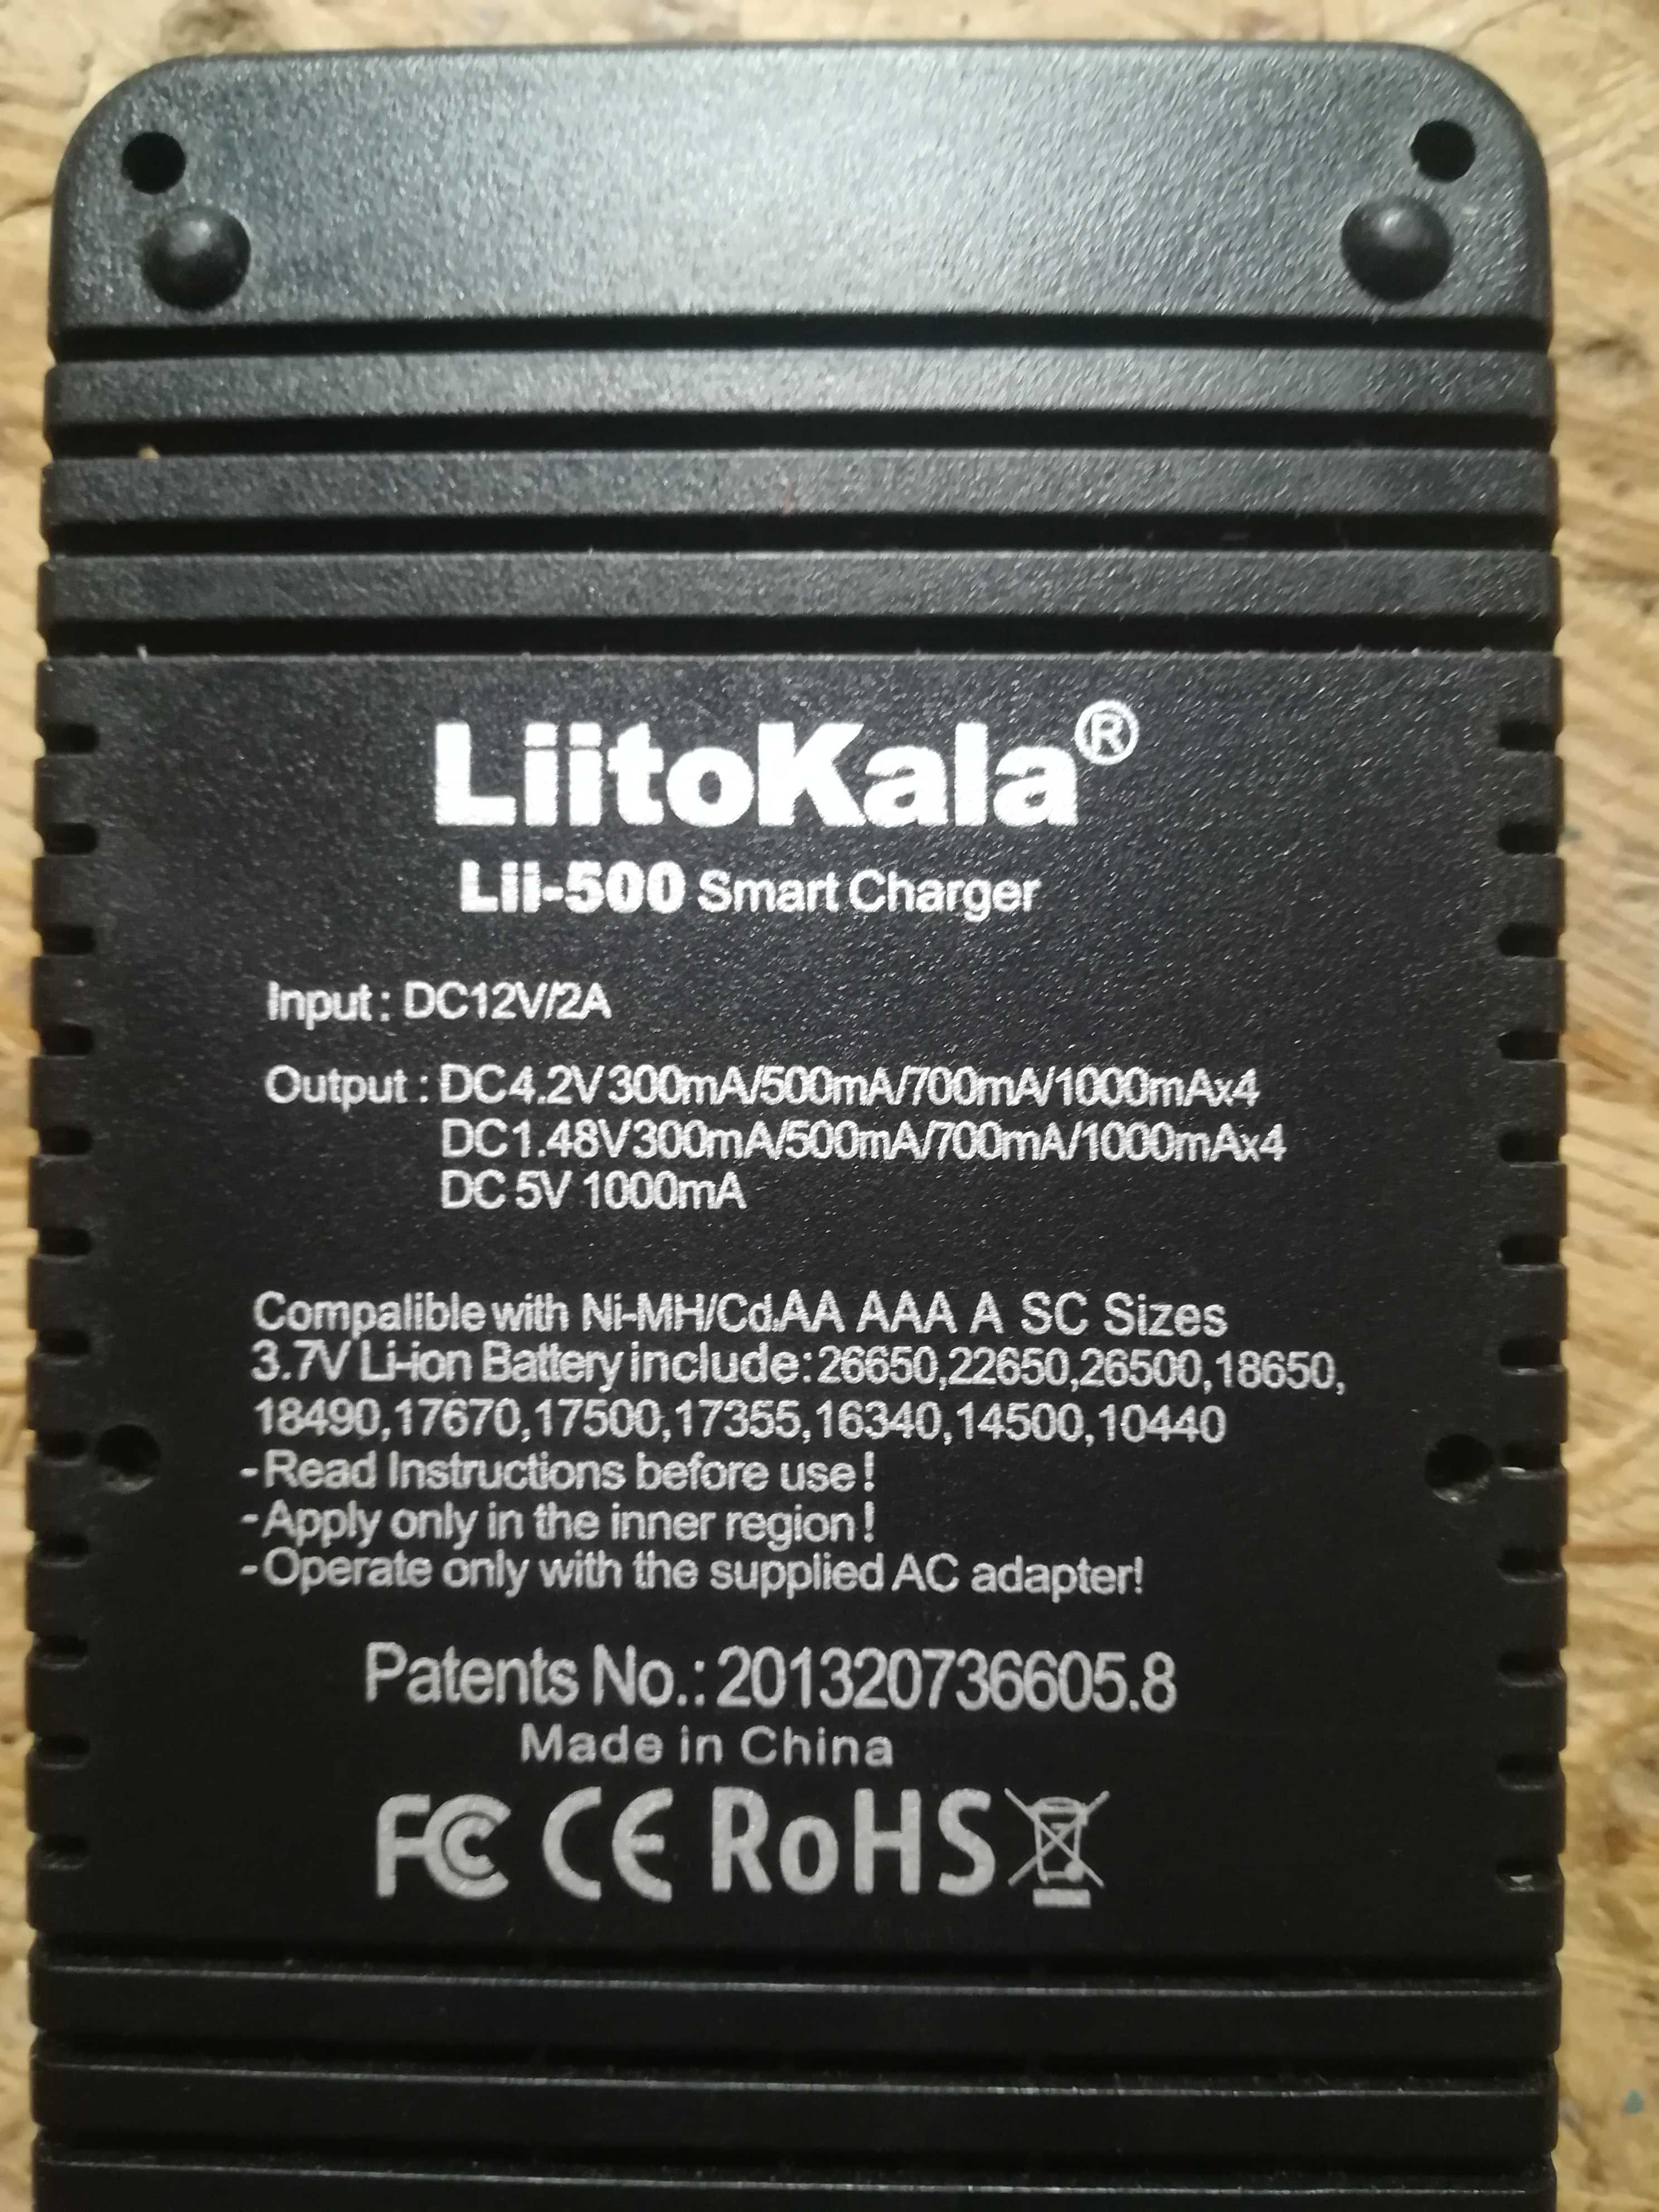 LiitoKala®
Lii-500 Smart Charger
Input: DC12V/2A
Output: DC4.2V 300mA/500mA/700mA/1000mAx4
DC1.48V300mA/500mA/700mA/1000mAx4
DC 5V 1000mA
Compalible with Ni-MH/Cd.AA AAA A SC Sizes
3.7V Li-ion Battery include:26650,22650,26500,18650,
18490,17670,17500,17355,16340,14500,10440
-Read Instructions before use!
-Apply only in the inner region!
-Operate only with the supplied AC adapter!
Patents No.:201320736605.8
Made in China
FC CE RoHS